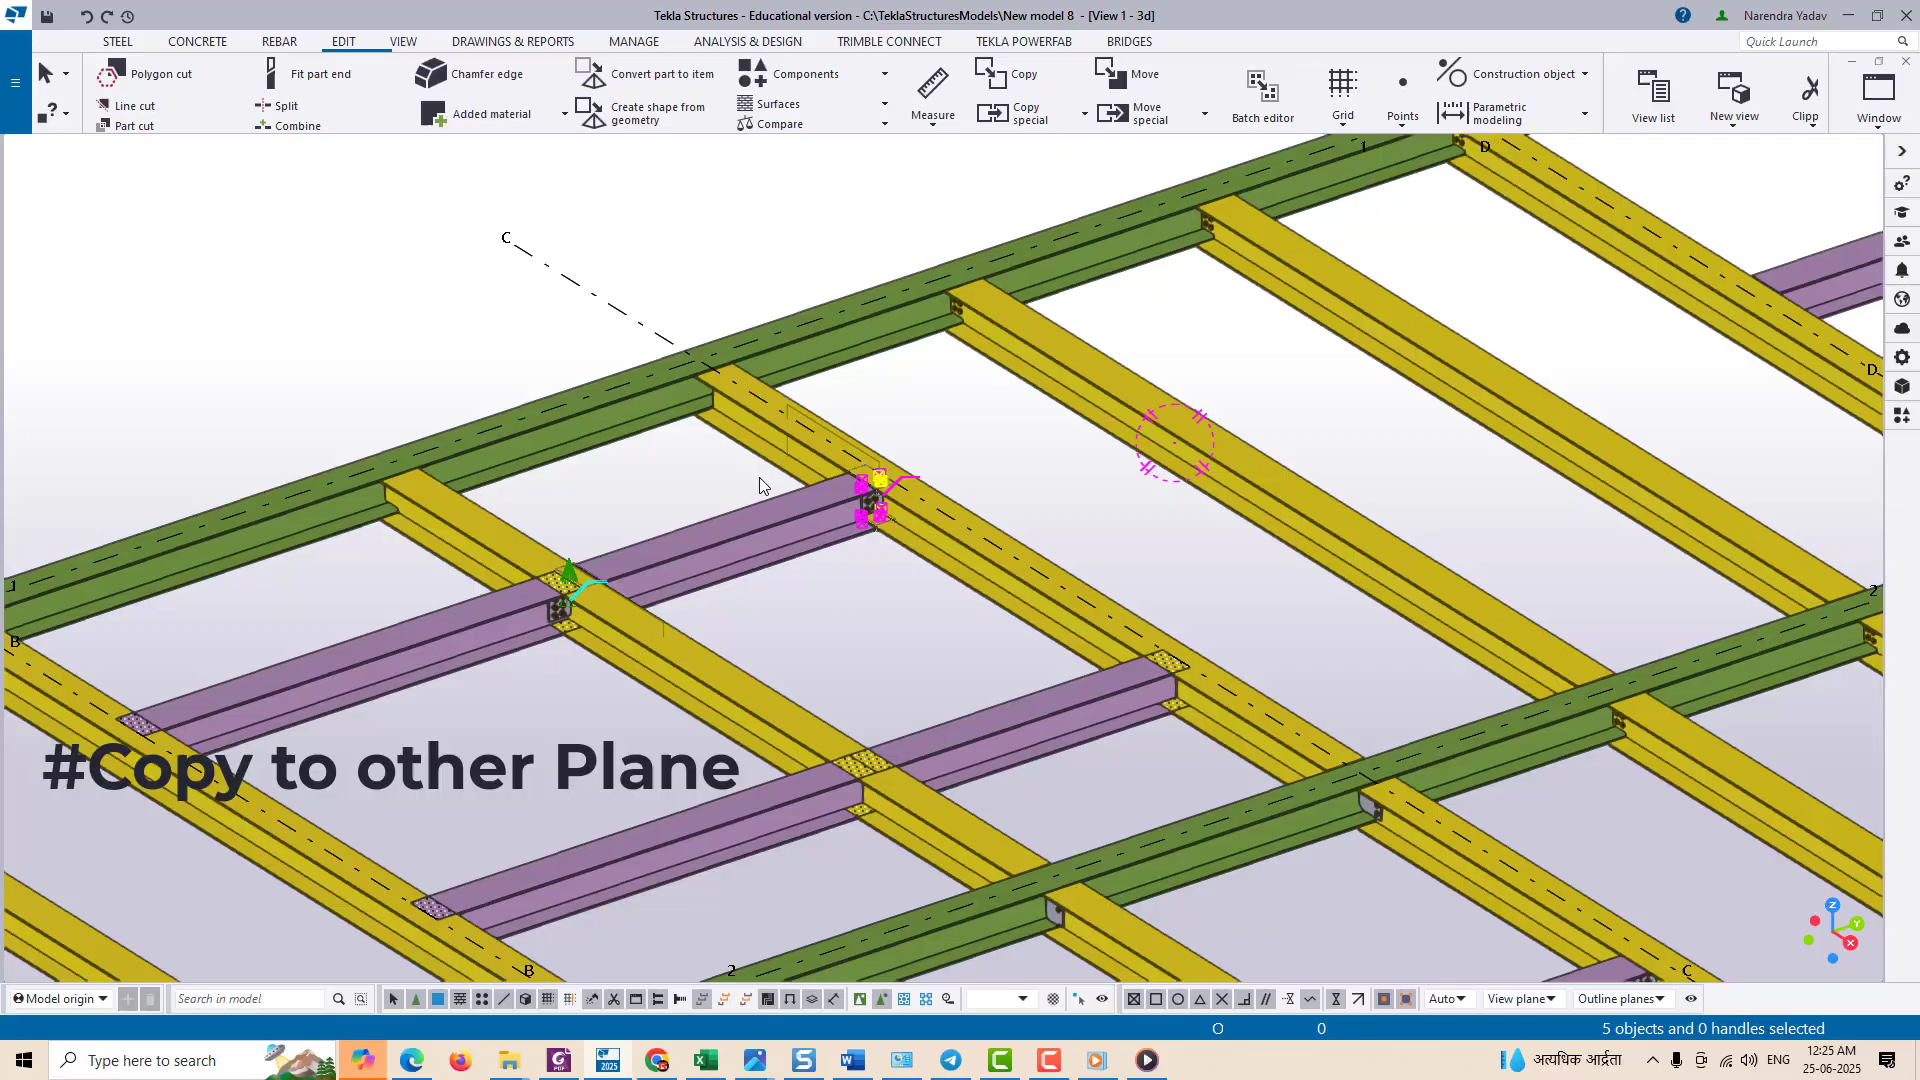 Tekla Structures - Educational version - C:\TeklaStructuresModels\New model 8 - [View 1 - 3d]
Narendra Yadav
STEEL CONCRETE REBAR EDIT VIEW DRAWINGS & REPORTS MANAGE ANALYSIS & DESIGN TRIMBLE CONNECT TEKLA POWERFAB BRIDGES
Quick Launch
Polygon cut
Line cut
Part cut
Fit part end
Split
Combine
Chamfer edge
Added material
Convert part to item
Create shape from geometry
Components
Surfaces
Compare
Measure
Copy
Copy special
Move
Move special
Batch editor
Grid
Points
Construction object
Parametric modeling
View list
New view
Clipp
Window
1
D
C
D
2
1
B
#Copy to other Plane
B
2
C
Z
Y
X
Model origin
Search in model
Auto
View plane
Outline planes
O
0
5 objects and 0 handles selected
Type here to search
2025
अत्यधिक आर्द्रता
ENG
12:25 AM
25-06-2025